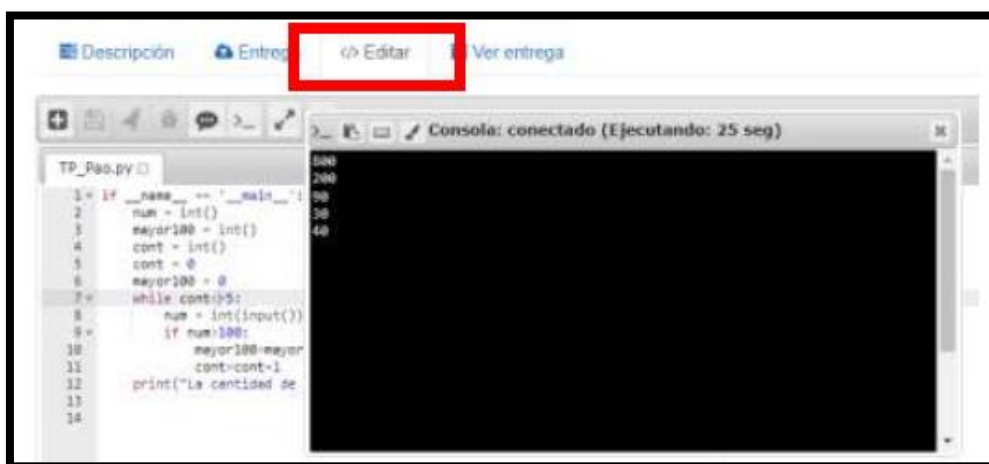 Descripción Entrega </> Editar Ver entrega
>_ Consola: conectado (Ejecutando: 25 seg)
TP_Pao.py
800
200
90
30
40
1 if __name__ == '__main__':
2 num = int()
3 mayor100 = int()
4 cont = int()
5 cont = 0
6 mayor100 = 0
7 while cont<>5:
8 num = int(input())
9 if num>100:
10 mayor100=mayor
11 cont=cont+1
12 print("La cantidad de
13
14